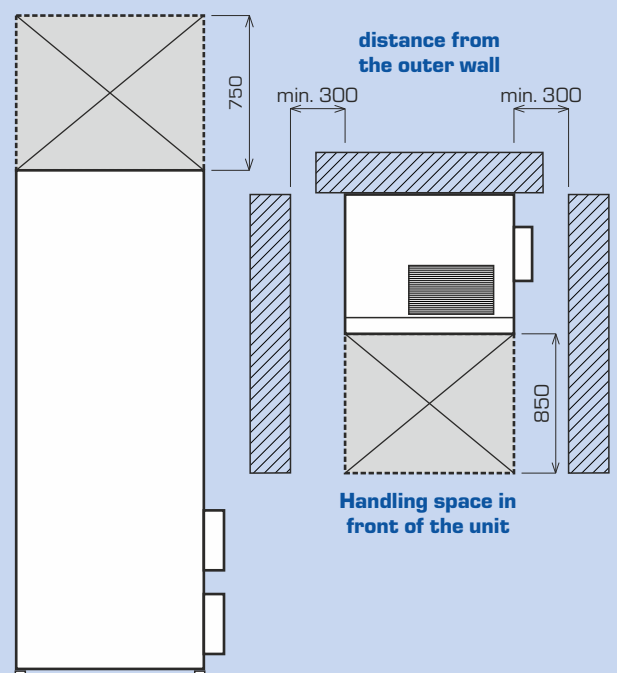 750
distance from
the outer wall
min. 300
min. 300
850
Handling space in
front of the unit